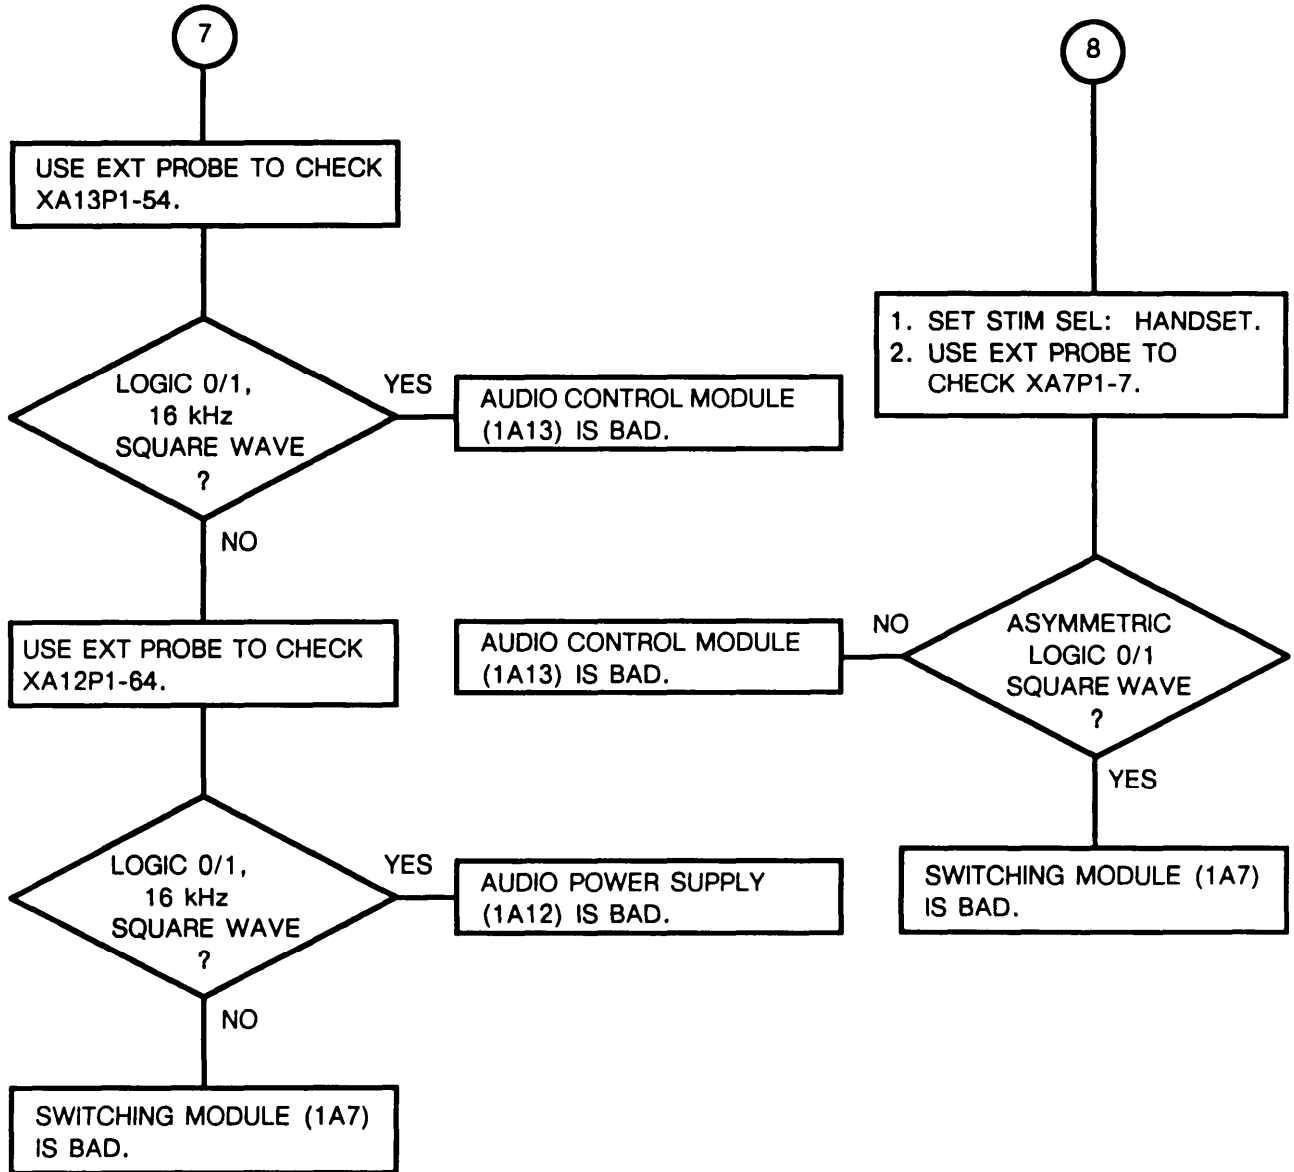 7
USE EXT PROBE TO CHECK
XA13P1-54.
LOGIC 0/1,
16 kHz
SQUARE WAVE
?
YES
AUDIO CONTROL MODULE
(1A13) IS BAD.
NO
USE EXT PROBE TO CHECK
XA12P1-64.
LOGIC 0/1,
16 kHz
SQUARE WAVE
?
YES
AUDIO POWER SUPPLY
(1A12) IS BAD.
NO
SWITCHING MODULE (1A7)
IS BAD.
8
1. SET STIM SEL: HANDSET.
2. USE EXT PROBE TO
CHECK XA7P1-7.
ASYMMETRIC
LOGIC 0/1
SQUARE WAVE
?
NO
AUDIO CONTROL MODULE
(1A13) IS BAD.
YES
SWITCHING MODULE (1A7)
IS BAD.